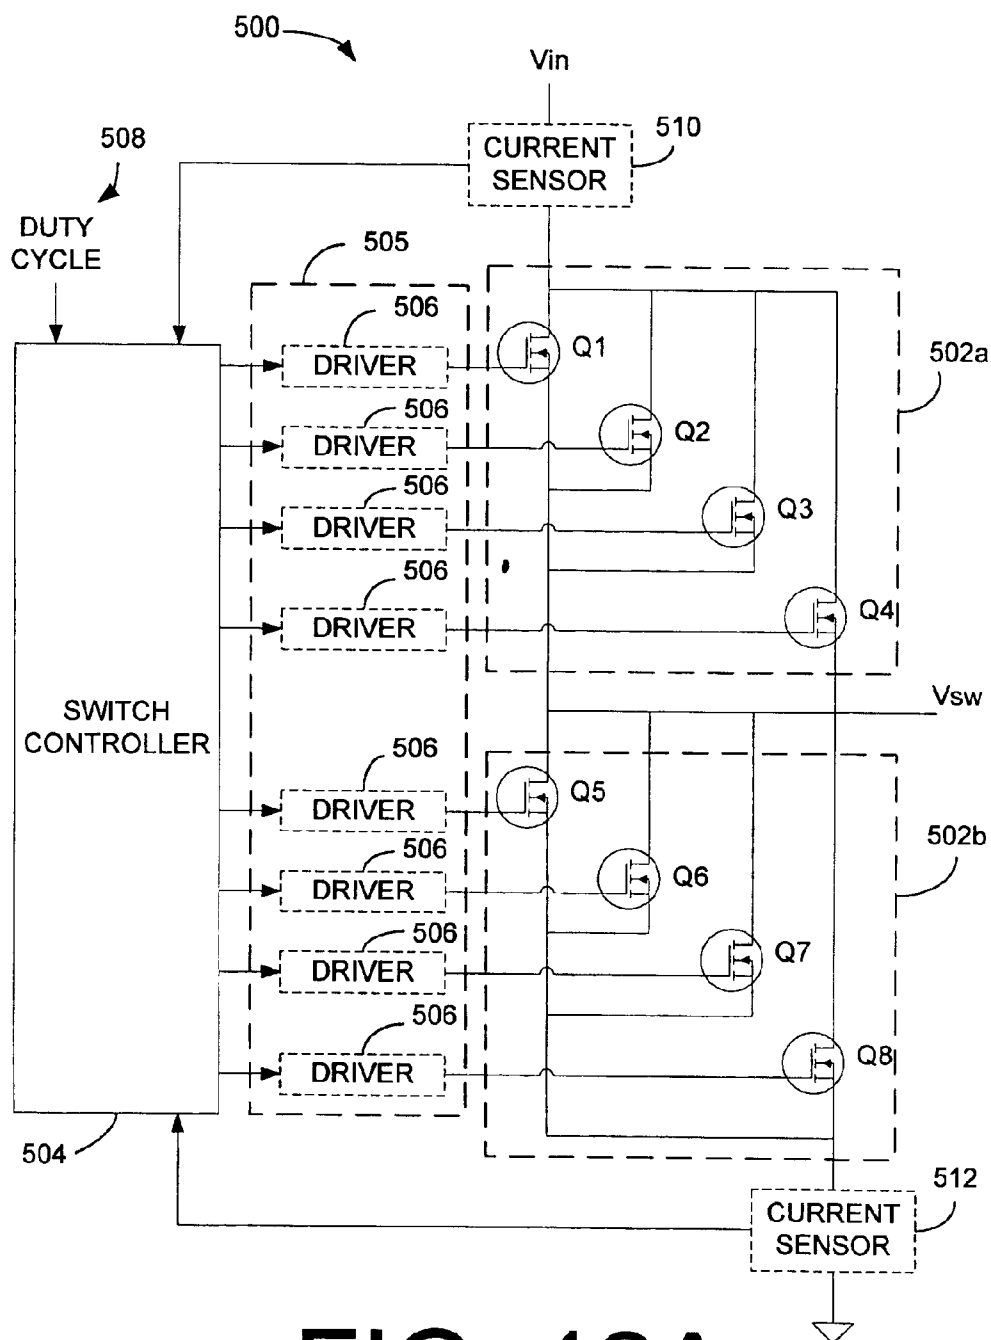 500
Vin
510
CURRENT
SENSOR
508
DUTY
CYCLE
505
506
DRIVER
Q1
502a
506
DRIVER
Q2
506
DRIVER
Q3
506
DRIVER
Q4
SWITCH
CONTROLLER
Vsw
506
DRIVER
Q5
502b
506
DRIVER
Q6
506
DRIVER
Q7
506
DRIVER
Q8
504
512
CURRENT
SENSOR